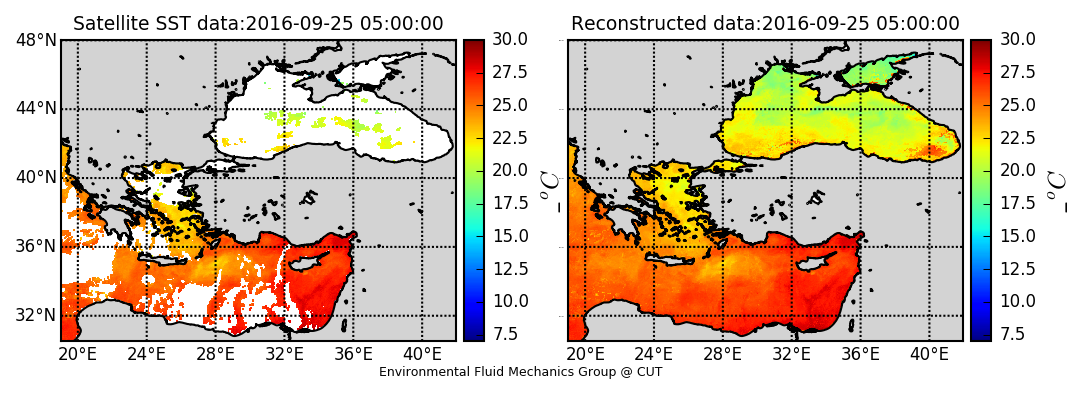 Satellite SST data:2016-09-25 05:00:00
48°N
44°N
40°N
36°N
32°N
20°E 24°E 28°E 32°E 36°E 40°E
30.0
27.5
25.0
22.5
20.0
17.5
15.0
12.5
10.0
7.5
°C
Reconstructed data:2016-09-25 05:00:00
20°E 24°E 28°E 32°E 36°E 40°E
30.0
27.5
25.0
22.5
20.0
17.5
15.0
12.5
10.0
7.5
°C
Environmental Fluid Mechanics Group @ CUT